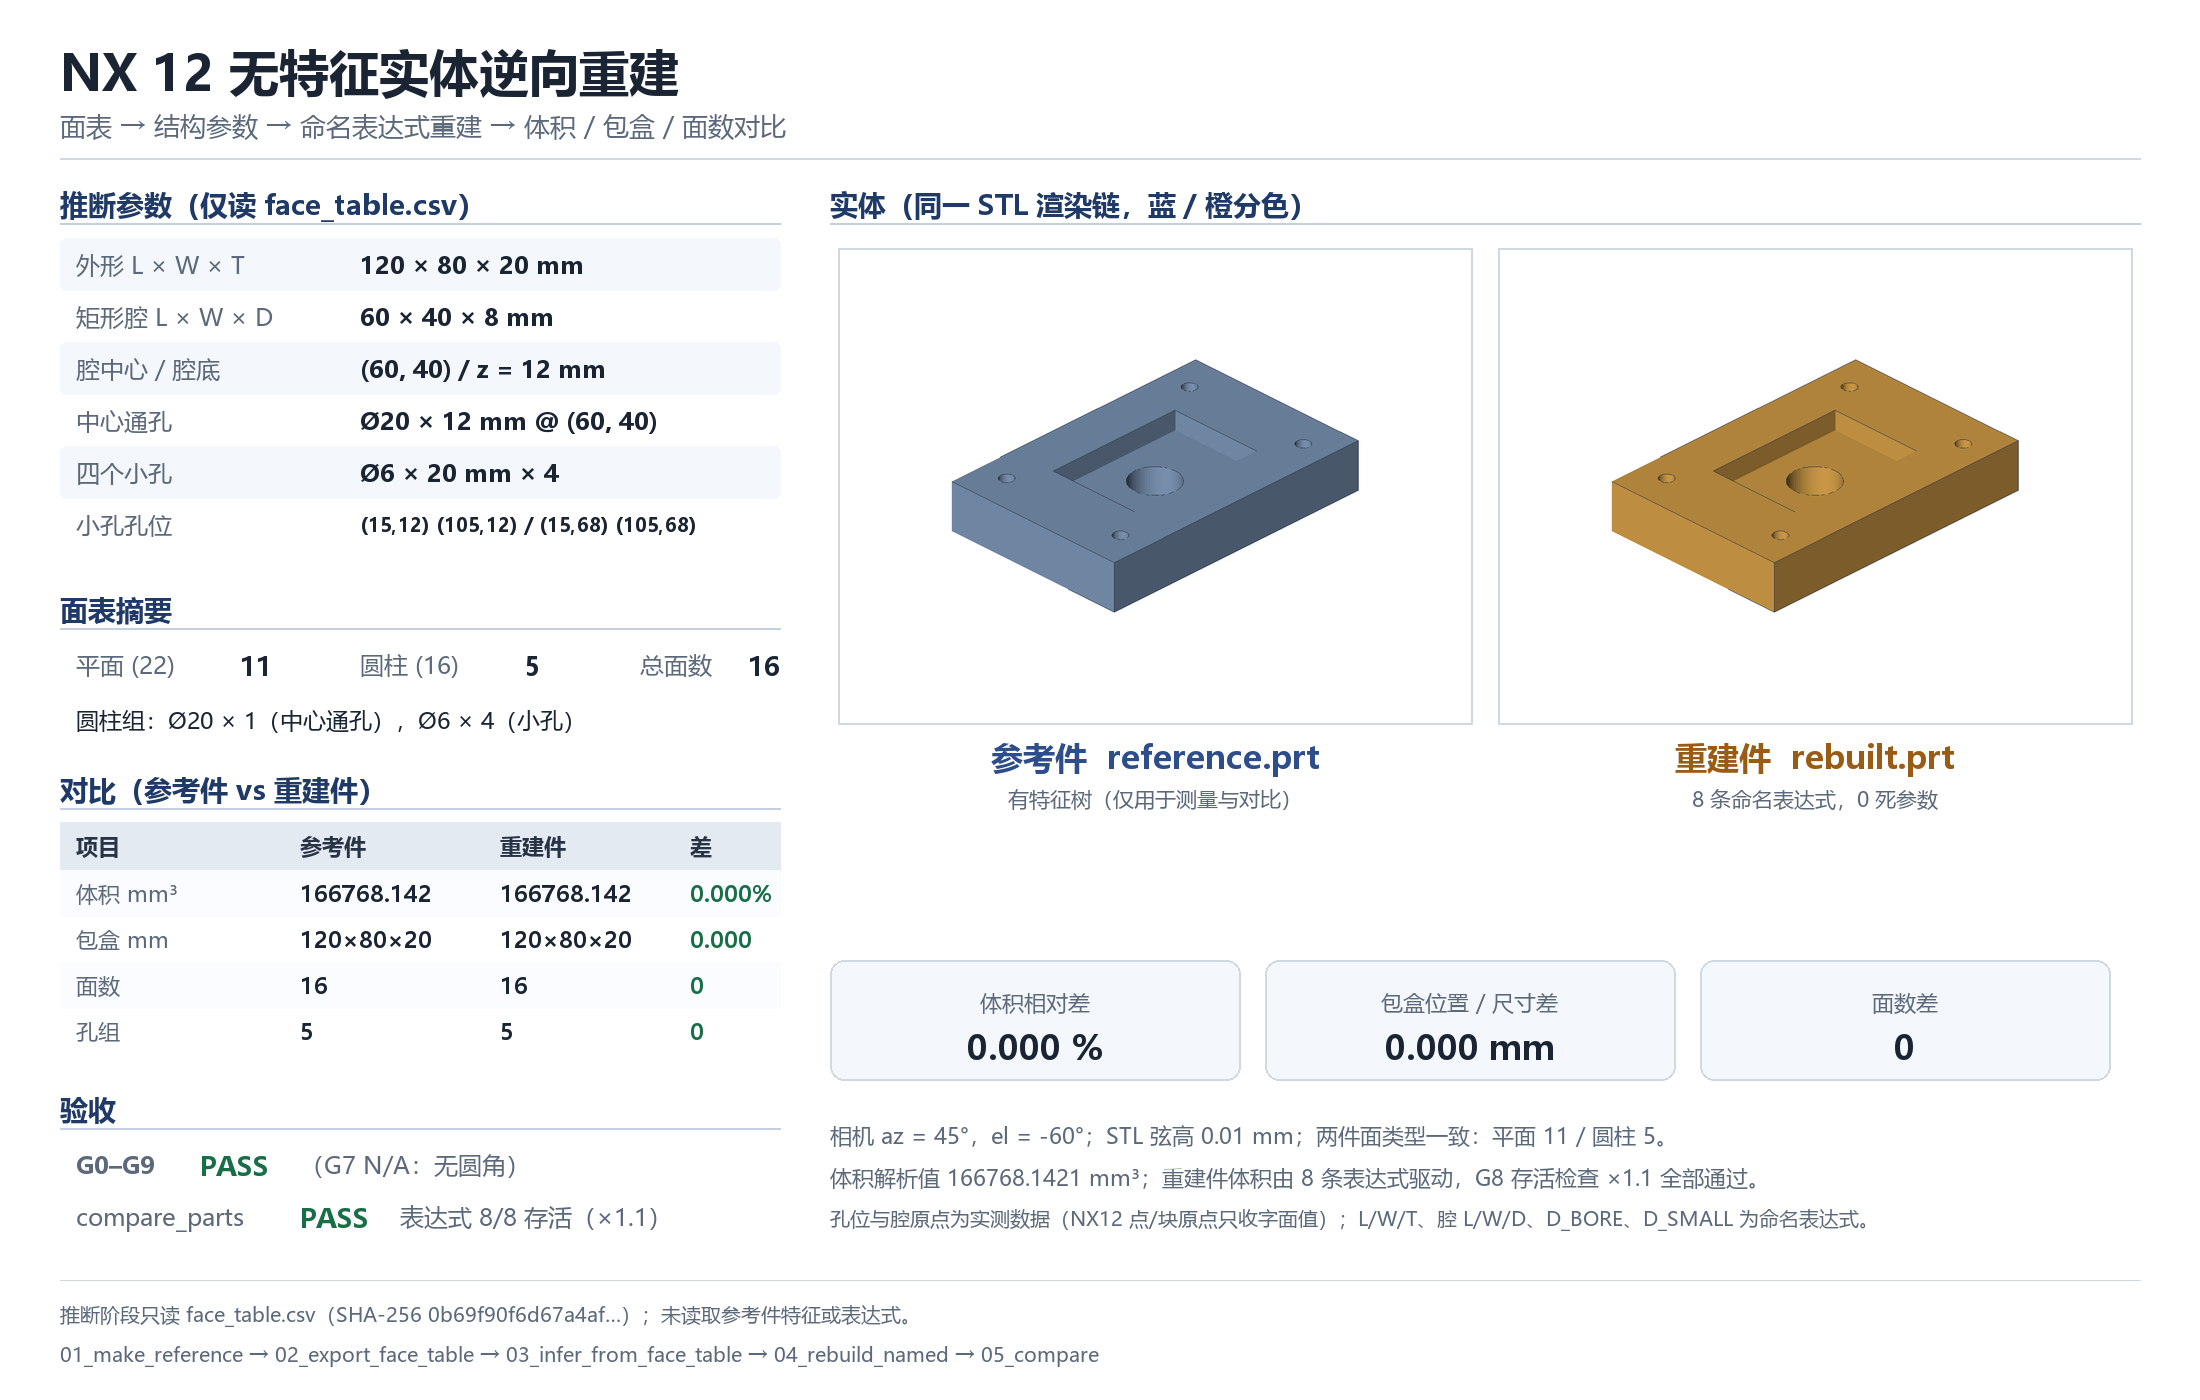 NX 12 无特征实体逆向重建
面表 → 结构参数 → 命名表达式重建 → 体积 / 包盒 / 面数对比
推断参数（仅读 face_table.csv）
外形 L × W × T 120 × 80 × 20 mm
矩形腔 L × W × D 60 × 40 × 8 mm
腔中心 / 腔底 (60, 40) / z = 12 mm
中心通孔 Ø20 × 12 mm @ (60, 40)
四个小孔 Ø6 × 20 mm × 4
小孔孔位 (15,12) (105,12) / (15,68) (105,68)
面表摘要
平面 (22) 11 圆柱 (16) 5 总面数 16
圆柱组：Ø20 × 1（中心通孔），Ø6 × 4（小孔）
对比（参考件 vs 重建件）
项目 参考件 重建件 差
体积 mm³ 166768.142 166768.142 0.000%
包盒 mm 120×80×20 120×80×20 0.000
面数 16 16 0
孔组 5 5 0
验收
G0–G9 PASS （G7 N/A：无圆角）
compare_parts PASS 表达式 8/8 存活（×1.1）
实体（同一 STL 渲染链，蓝 / 橙分色）
参考件 reference.prt
有特征树（仅用于测量与对比）
重建件 rebuilt.prt
8 条命名表达式，0 死参数
体积相对差
0.000 %
包盒位置 / 尺寸差
0.000 mm
面数差
0
相机 az = 45°，el = -60°；STL 弦高 0.01 mm；两件面类型一致：平面 11 / 圆柱 5。
体积解析值 166768.1421 mm³；重建件体积由 8 条表达式驱动，G8 存活检查 ×1.1 全部通过。
孔位与腔原点为实测数据（NX12 点/块原点只收字面值）；L/W/T、腔 L/W/D、D_BORE、D_SMALL 为命名表达式。
推断阶段只读 face_table.csv（SHA-256 0b69f90f6d67a4af…）；未读取参考件特征或表达式。
01_make_reference → 02_export_face_table → 03_infer_from_face_table → 04_rebuild_named → 05_compare